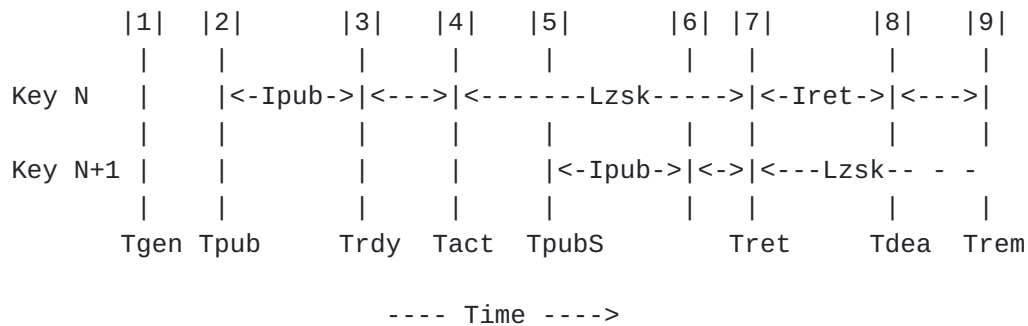 |1| |2| |3| |4| |5| |6| |7| |8| |9|
| | | | | | | | |
Key N | |<-Ipub->|<--->|<-------Lzsk----->|<-Iret->|<--->|
| | | | | | | | |
Key N+1 | | | | |<-Ipub->|<->|<---Lzsk-- - -
| | | | | | | | |
Tgen Tpub Trdy Tact TpubS Tret Tdea Trem
---- Time ---->